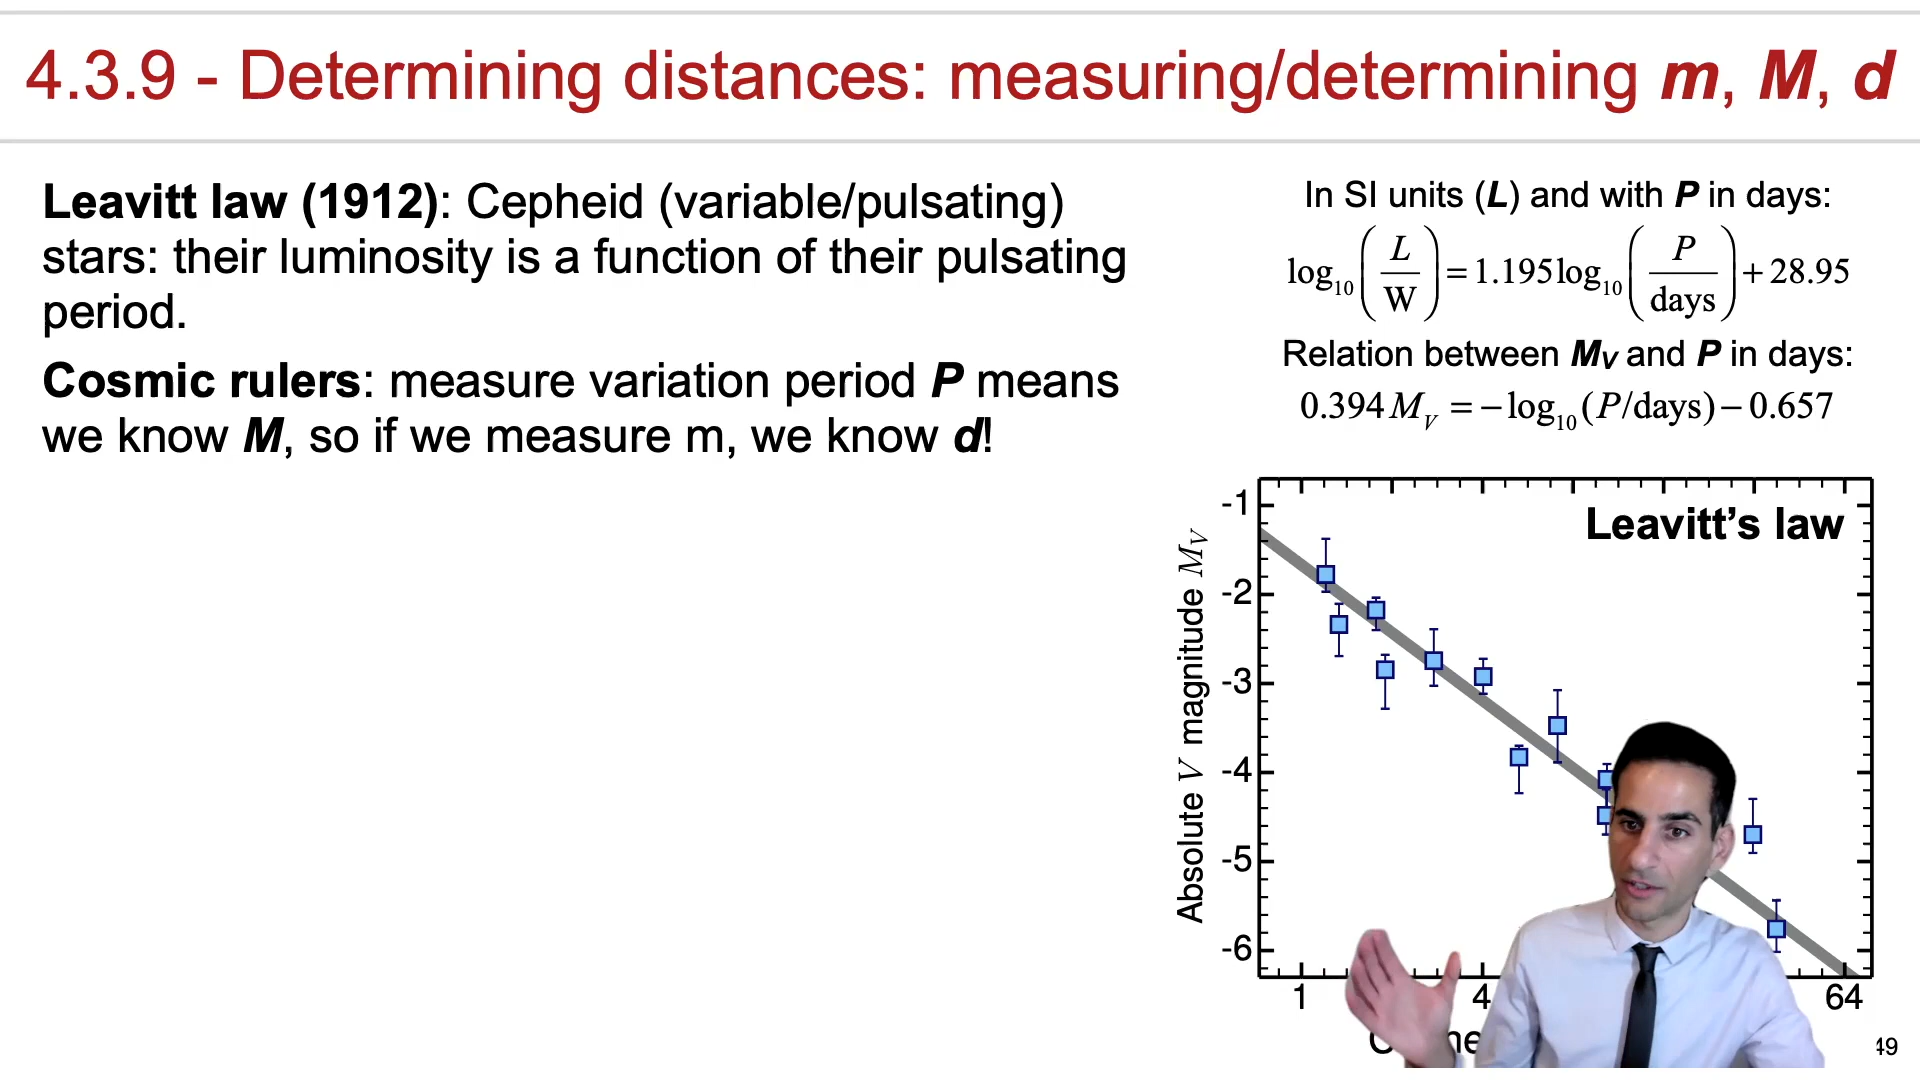 4.3.9 - Determining distances: measuring/determining m, M, d
Leavitt law (1912): Cepheid (variable/pulsating)
stars: their luminosity is a function of their pulsating
period.
Cosmic rulers: measure variation period P means
we know M, so if we measure m, we know d!
In SI units (L) and with P in days:
log₁₀(L/W) = 1.195log₁₀(P/days) + 28.95
Relation between Mᵥ and P in days:
0.394 Mᵥ = − log₁₀ (P/days) − 0.657
Leavitt’s law
Absolute V magnitude Mᵥ
-1
-2
-3
-4
-5
-6
1 4 64
49